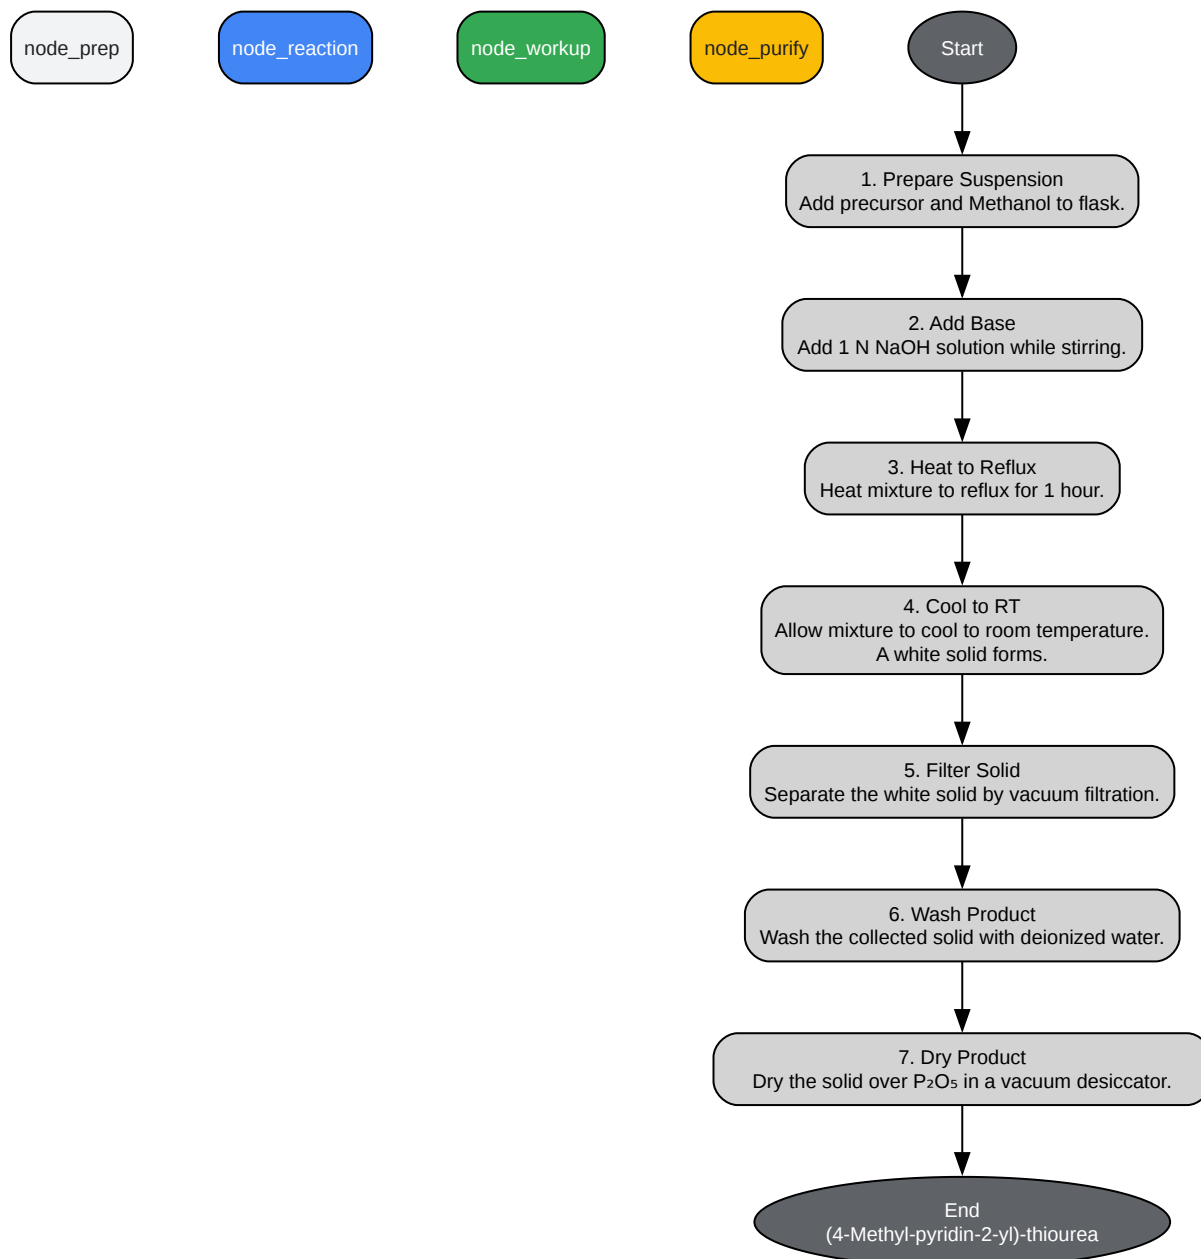 node_prep
node_reaction
node_workup
node_purify
Start
1. Prepare Suspension
Add precursor and Methanol to flask.
2. Add Base
Add 1 N NaOH solution while stirring.
3. Heat to Reflux
Heat mixture to reflux for 1 hour.
4. Cool to RT
Allow mixture to cool to room temperature.
A white solid forms.
5. Filter Solid
Separate the white solid by vacuum filtration.
6. Wash Product
Wash the collected solid with deionized water.
7. Dry Product
Dry the solid over P₂O₅ in a vacuum desiccator.
End
(4-Methyl-pyridin-2-yl)-thiourea